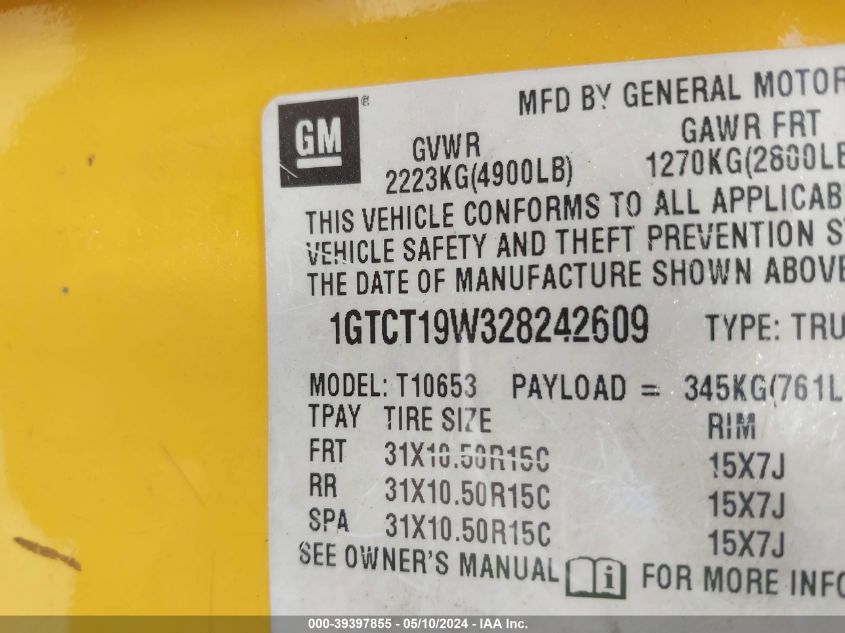 GM ®
MFD BY GENERAL MOTOR
GVWR GAWR FRT
2223KG(4900LB) 1270KG(2800LB
THIS VEHICLE CONFORMS TO ALL APPLICAB
VEHICLE SAFETY AND THEFT PREVENTION S
THE DATE OF MANUFACTURE SHOWN ABOVE
1GTCT19W328242609 TYPE: TRU
MODEL: T10653 PAYLOAD = 345KG(761L
TPAY TIRE SIZE RIM
FRT 31X10.50R15C 15X7J
RR 31X10.50R15C 15X7J
SPA 31X10.50R15C 15X7J
SEE OWNER'S MANUAL i FOR MORE INFO
000-39397855 / 05/10/2024 - IAA Inc.